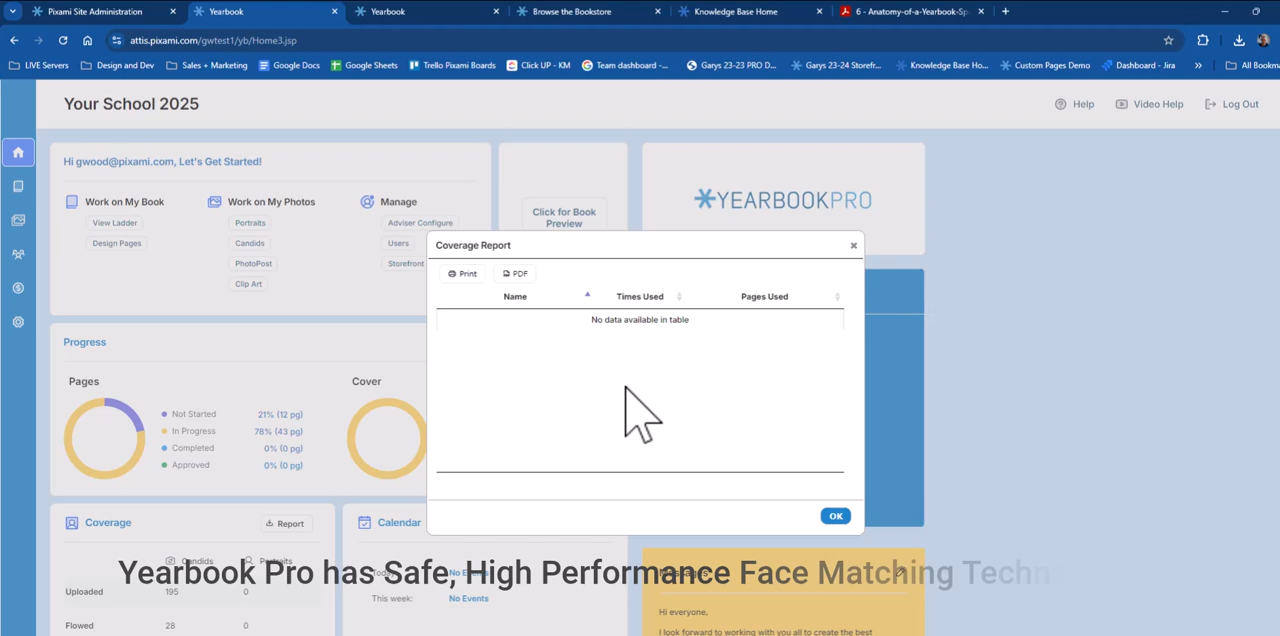 Pixami Site Administration
Yearbook
Yearbook
Browse the Bookstore
Knowledge Base Home
6 - Anatomy-of-a-Yearbook-Sp
attis.pixami.com/gwtest1/yb/Home3.jsp
LIVE Servers
Design and Dev
Sales + Marketing
Google Docs
Google Sheets
Trello Pixami Boards
Click UP - KM
Team dashboard -...
Garys 23-23 PRO D...
Garys 23-24 Storefr...
Knowledge Base Ho...
Custom Pages Demo
Dashboard - Jira
»
All Bookma
Your School 2025
Help
Video Help
Log Out
Hi gwood@pixami.com, Let's Get Started!
Work on My Book
Work on My Photos
Manage
View Ladder
Portraits
Adviser Configure
Design Pages
Candids
Users
PhotoPost
Storefront
Clip Art
Click for Book
Preview
YEARBOOKPRO
Coverage Report
Print
PDF
Name
Times Used
Pages Used
No data available in table
OK
Progress
Pages
Cover
Not Started 21% (12 pg)
In Progress 78% (43 pg)
Completed 0% (0 pg)
Approved 0% (0 pg)
Coverage
Report
Calendar
Candids
Portraits
Yearbook Pro has Safe, High Performance Face Matching Techn
No Events
Uploaded 195 0
This week: No Events
Flowed 28 0
Hi everyone,
I look forward to working with you all to create the best